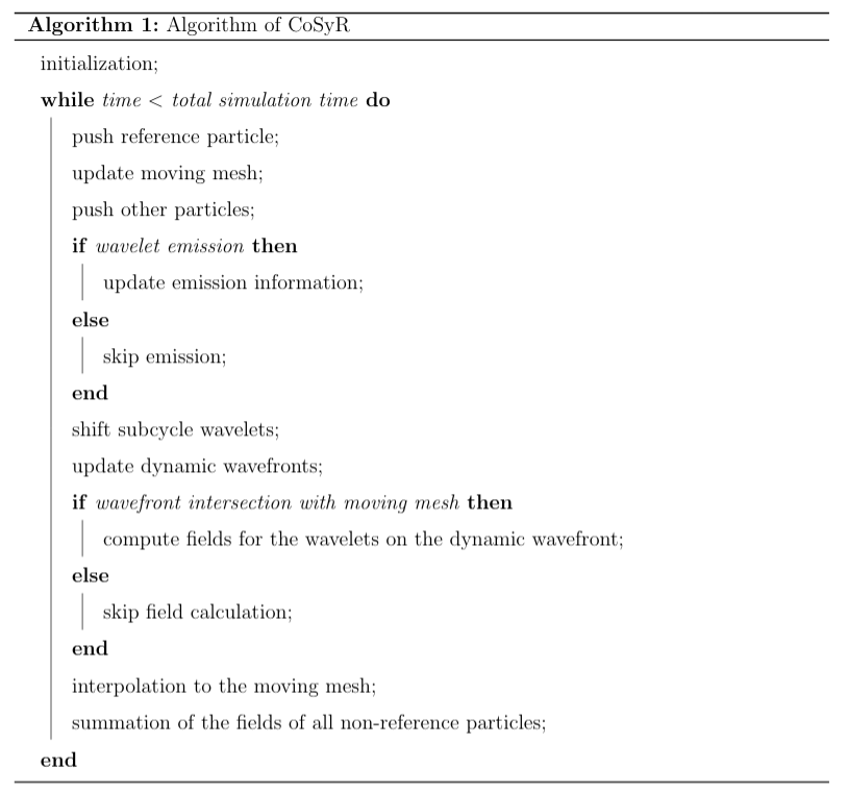 Algorithm 1: Algorithm of CoSyR
initialization;
while time < total simulation time do
push reference particle;
update moving mesh;
push other particles;
if wavelet emission then
update emission information;
else
skip emission;
end
shift subcycle wavelets;
update dynamic wavefronts;
if wavefront intersection with moving mesh then
compute fields for the wavelets on the dynamic wavefront;
else
skip field calculation;
end
interpolation to the moving mesh;
summation of the fields of all non-reference particles;
end